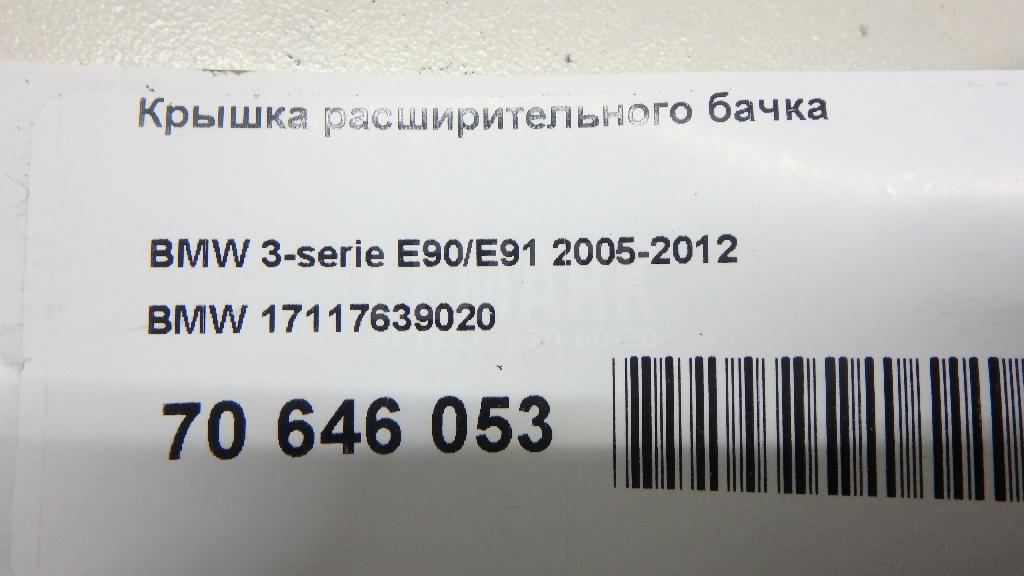 Крышка расширительного бачка
BMW 3-serie E90/E91 2005-2012
BMW 17117639020
70 646 053